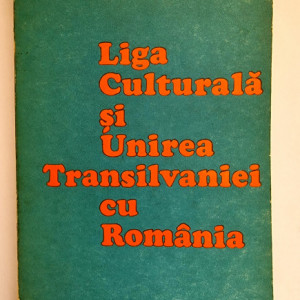 Liga
Culturală
și
Unirea
Transilvaniei
cu
România